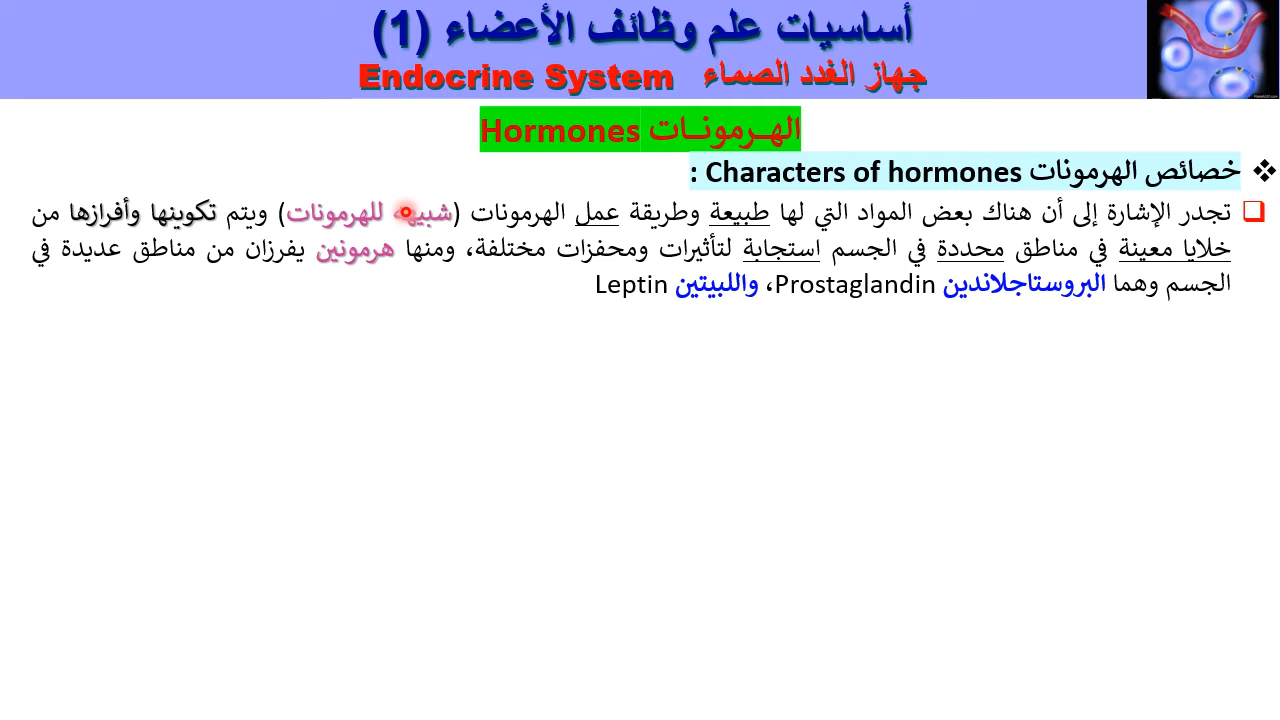 أساسيات علم وظائف الأعضاء (1)
جهاز الغدد الصماء Endocrine System
الهـرمونـات Hormones
❖ خصائص الهرمونات Characters of hormones :
❑ تجدر الإشارة إلى أن هناك بعض المواد التي لها طبيعة وطريقة عمل الهرمونات (شبيهة للهرمونات) ويتم تكوينها وأفرازها من
خلايا معينة في مناطق محددة في الجسم استجابة لتأثيرات ومحفزات مختلفة، ومنها هرمونين يفرزان من مناطق عديدة في
الجسم وهما البروستاجلاندين Prostaglandin، واللبيتين Leptin